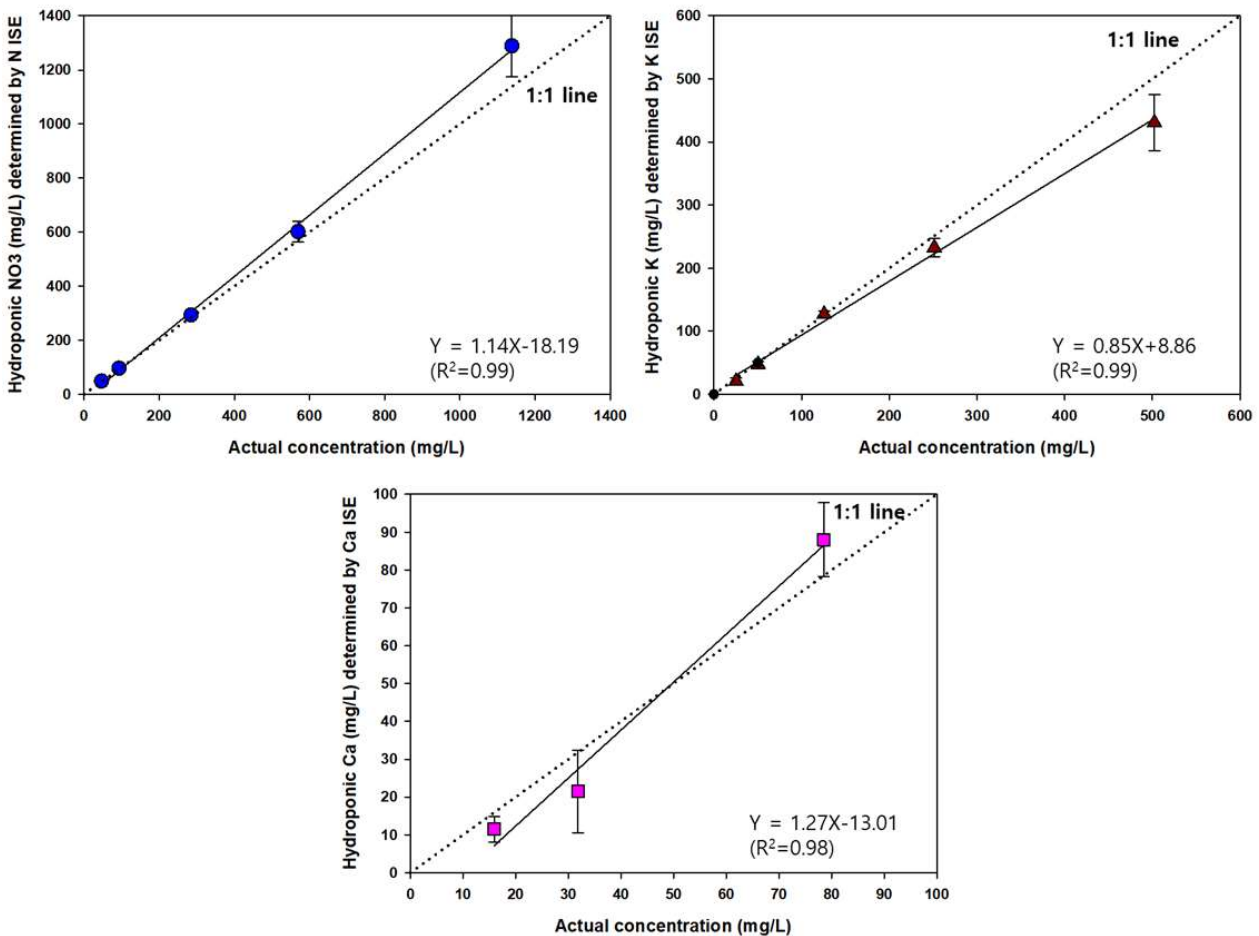 Hydroponic NO3 (mg/L) determined by N ISE
1400
1200
1000
800
600
400
200
0
1:1 line
Y = 1.14X-18.19
(R²=0.99)
0 200 400 600 800 1000 1200 1400
Actual concentration (mg/L)
Hydroponic K (mg/L) determined by K ISE
600
500
400
300
200
100
0
1:1 line
Y = 0.85X+8.86
(R²=0.99)
0 100 200 300 400 500 600
Actual concentration (mg/L)
Hydroponic Ca (mg/L) determined by Ca ISE
100
90
80
70
60
50
40
30
20
10
0
1:1 line
Y = 1.27X-13.01
(R²=0.98)
0 10 20 30 40 50 60 70 80 90 100
Actual concentration (mg/L)